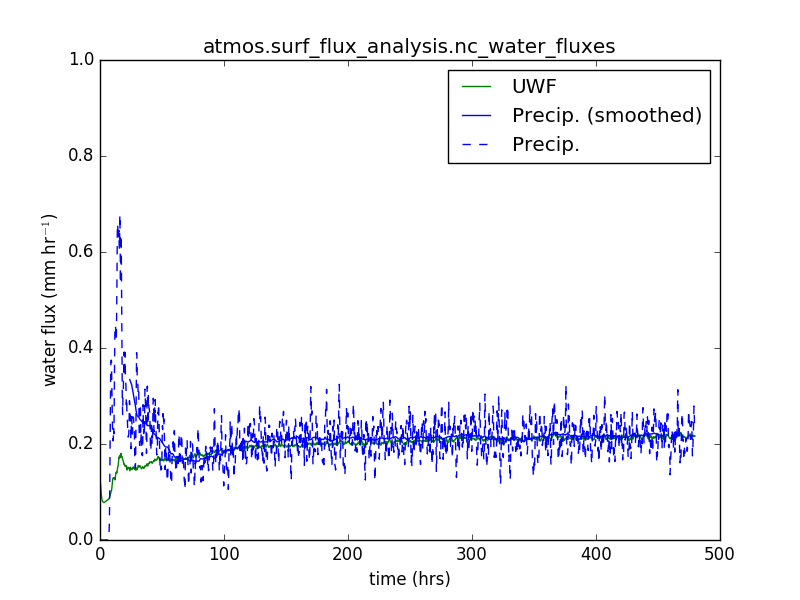 atmos.surf_flux_analysis.nc_water_fluxes
UWF
Precip. (smoothed)
Precip.
1.0
0.8
0.6
0.4
0.2
0.0
water flux (mm hr⁻¹)
0 100 200 300 400 500
time (hrs)